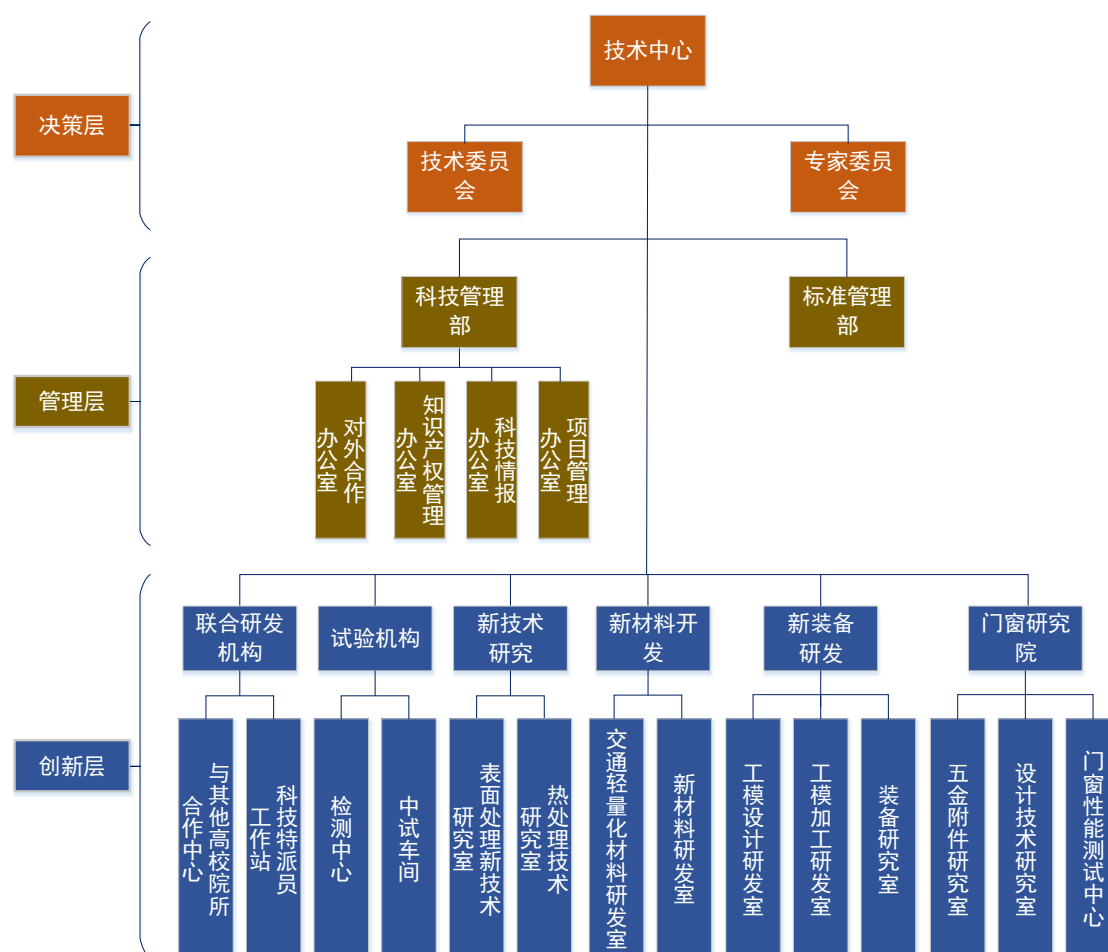 技术中心
决策层
技术委员
会
专家委员
会
科技管理
部
标准管理
部
管理层
对外合作
办公室
知识产权管理
办公室
科技情报
办公室
项目管理
办公室
联合研发
机构
试验机构
新技术
研究
新材料开
发
新装备
研发
门窗研究
院
创新层
与其他高校院所
合作中心
科技特派员
工作站
检测中心
中试车间
表面处理新技术
研究室
热处理技术
研究室
交通轻量化材料研发室
新材料研发室
工模设计研发室
工模加工研发室
装备研究室
五金附件研究室
设计技术研究室
门窗性能测试中心